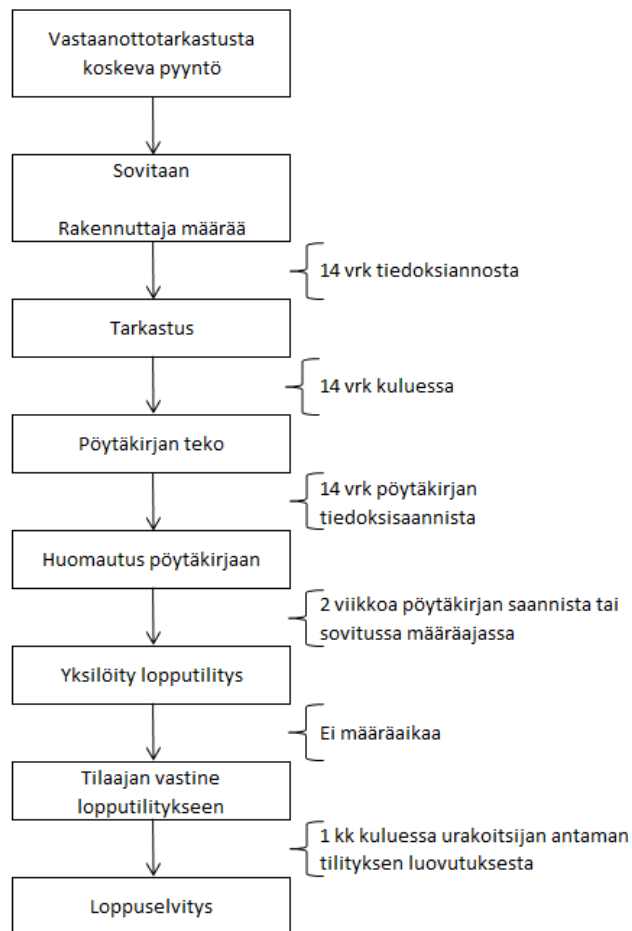 Vastaanottotarkastusta
koskeva pyyntö
Sovitaan
Rakennuttaja määrää
14 vrk tiedoksiannosta
Tarkastus
14 vrk kuluessa
Pöytäkirjan teko
14 vrk pöytäkirjan
tiedoksisaannista
Huomautus pöytäkirjaan
2 viikkoa pöytäkirjan saannista tai
sovitussa määräajassa
Yksilöity lopputilitys
Ei määräaikaa
Tilaajan vastine
lopputilitykseen
1 kk kuluessa urakoitsijan antaman
tilityksen luovutuksesta
Loppuselvitys